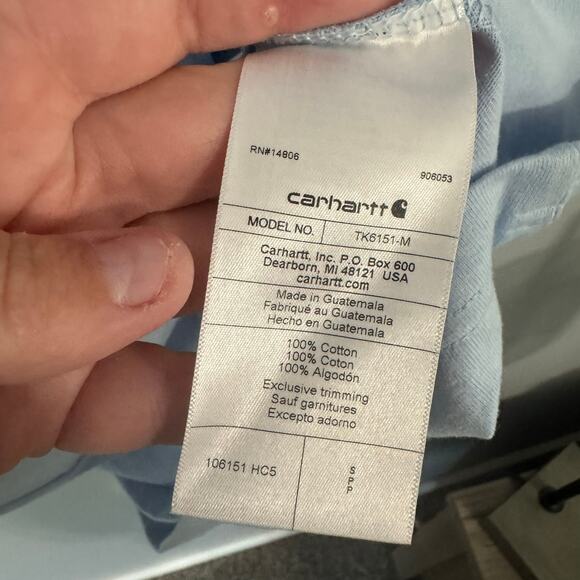 RN#14806
906053
carhartt
MODEL NO. TK6151-M
Carhartt, Inc. P.O. Box 600
Dearborn, MI 48121 USA
carhartt.com
Made in Guatemala
Fabriqué au Guatemala
Hecho en Guatemala
100% Cotton
100% Coton
100% Algodón
Exclusive trimming
Sauf garnitures
Excepto adorno
106151 HC5
S
P
P